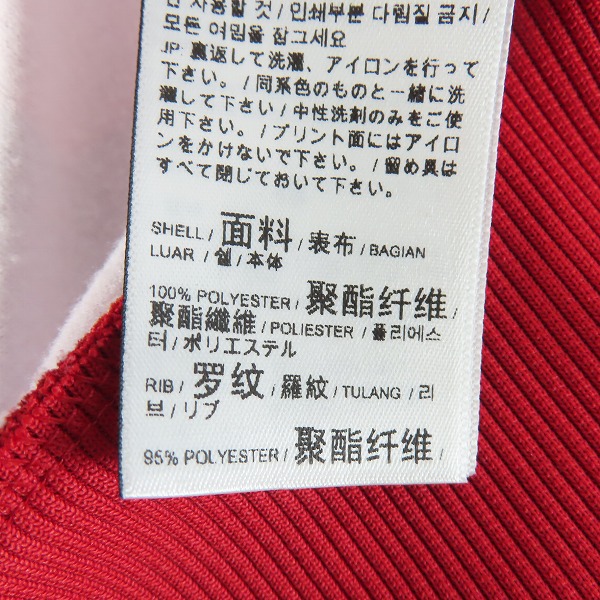 만 사용할 것 / 인쇄부분 다림질 금지 /
모든 여밈을 잠그세요
JP: 裏返して洗濯、アイロンを行って
下さい。/ 同系色のものと一緒に洗
濯して下さい / 中性洗剤のみをご使
用下さい。/ プリント面にはアイロ
ンをかけないで下さい。/ 留め具は
すべて閉じておいて下さい。
SHELL / 面料 / 表布 / BAGIAN
LUAR / 쉘 / 本体
100% POLYESTER / 聚酯纤维 /
聚酯纖維 / POLIESTER / 폴리에스
터 / ポリエステル
RIB / 罗纹 / 羅紋 / TULANG / 리
브 / リブ
95% POLYESTER / 聚酯纤维 /